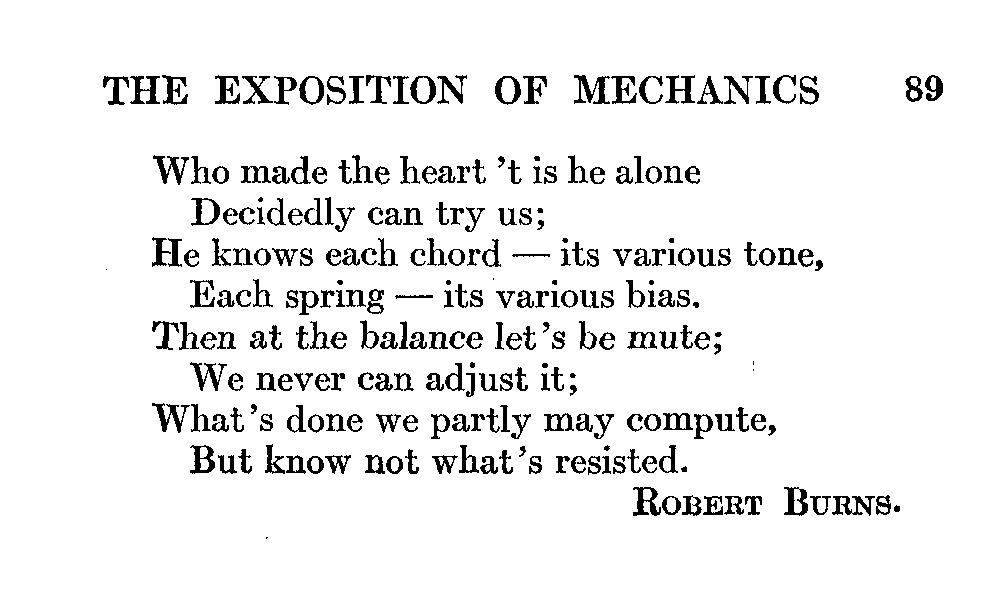 THE EXPOSITION OF MECHANICS 89
Who made the heart 't is he alone
Decidedly can try us;
He knows each chord — its various tone,
Each spring — its various bias.
Then at the balance let's be mute;
We never can adjust it;
What's done we partly may compute,
But know not what's resisted.
ROBERT BURNS.